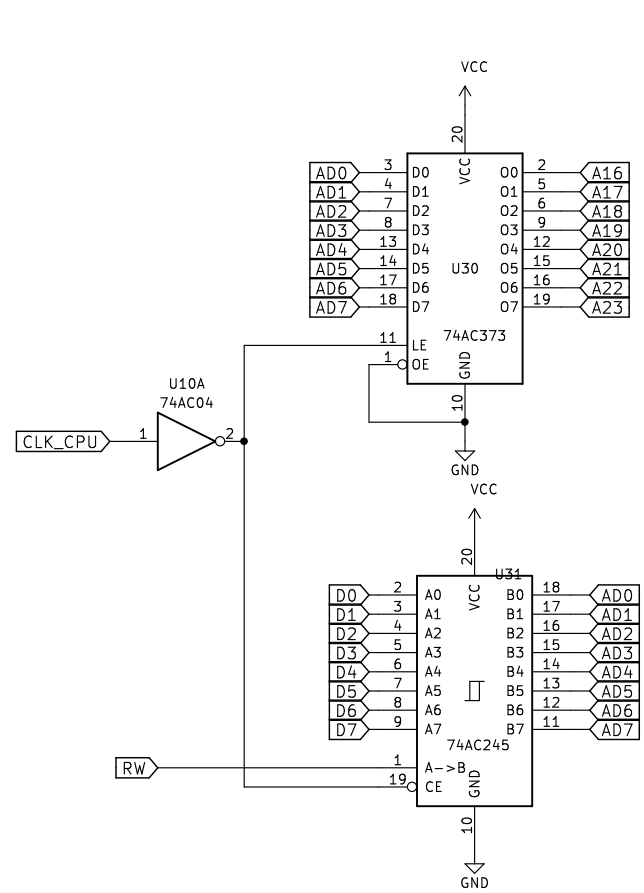 VCC
20
VCC
AD0 3 D0 O0 2 A16
AD1 4 D1 O1 5 A17
AD2 7 D2 O2 6 A18
AD3 8 D3 O3 9 A19
AD4 13 D4 O4 12 A20
AD5 14 D5 U30 O5 15 A21
AD6 17 D6 O6 16 A22
AD7 18 D7 O7 19 A23
74AC373
11 LE
1 OE
GND
10
GND
U10A
74AC04
CLK_CPU 1 2
VCC
20
U31
VCC
D0 2 A0 B0 18 AD0
D1 3 A1 B1 17 AD1
D2 4 A2 B2 16 AD2
D3 5 A3 B3 15 AD3
D4 6 A4 B4 14 AD4
D5 7 A5 B5 13 AD5
D6 8 A6 B6 12 AD6
D7 9 A7 B7 11 AD7
74AC245
RW 1 A->B
19 CE
GND
10
GND